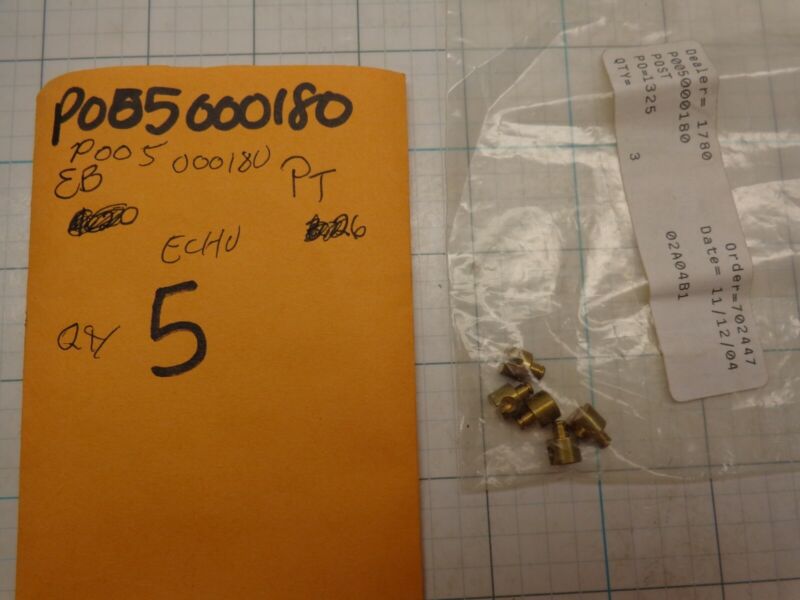 P005000180
P005 000180
EB
PT
ECHO
Qty 5
Dealer= 1780
P005000180
POST
PO=1325
QTY= 3
Order=702447
Date= 11/12/04
02A04B1